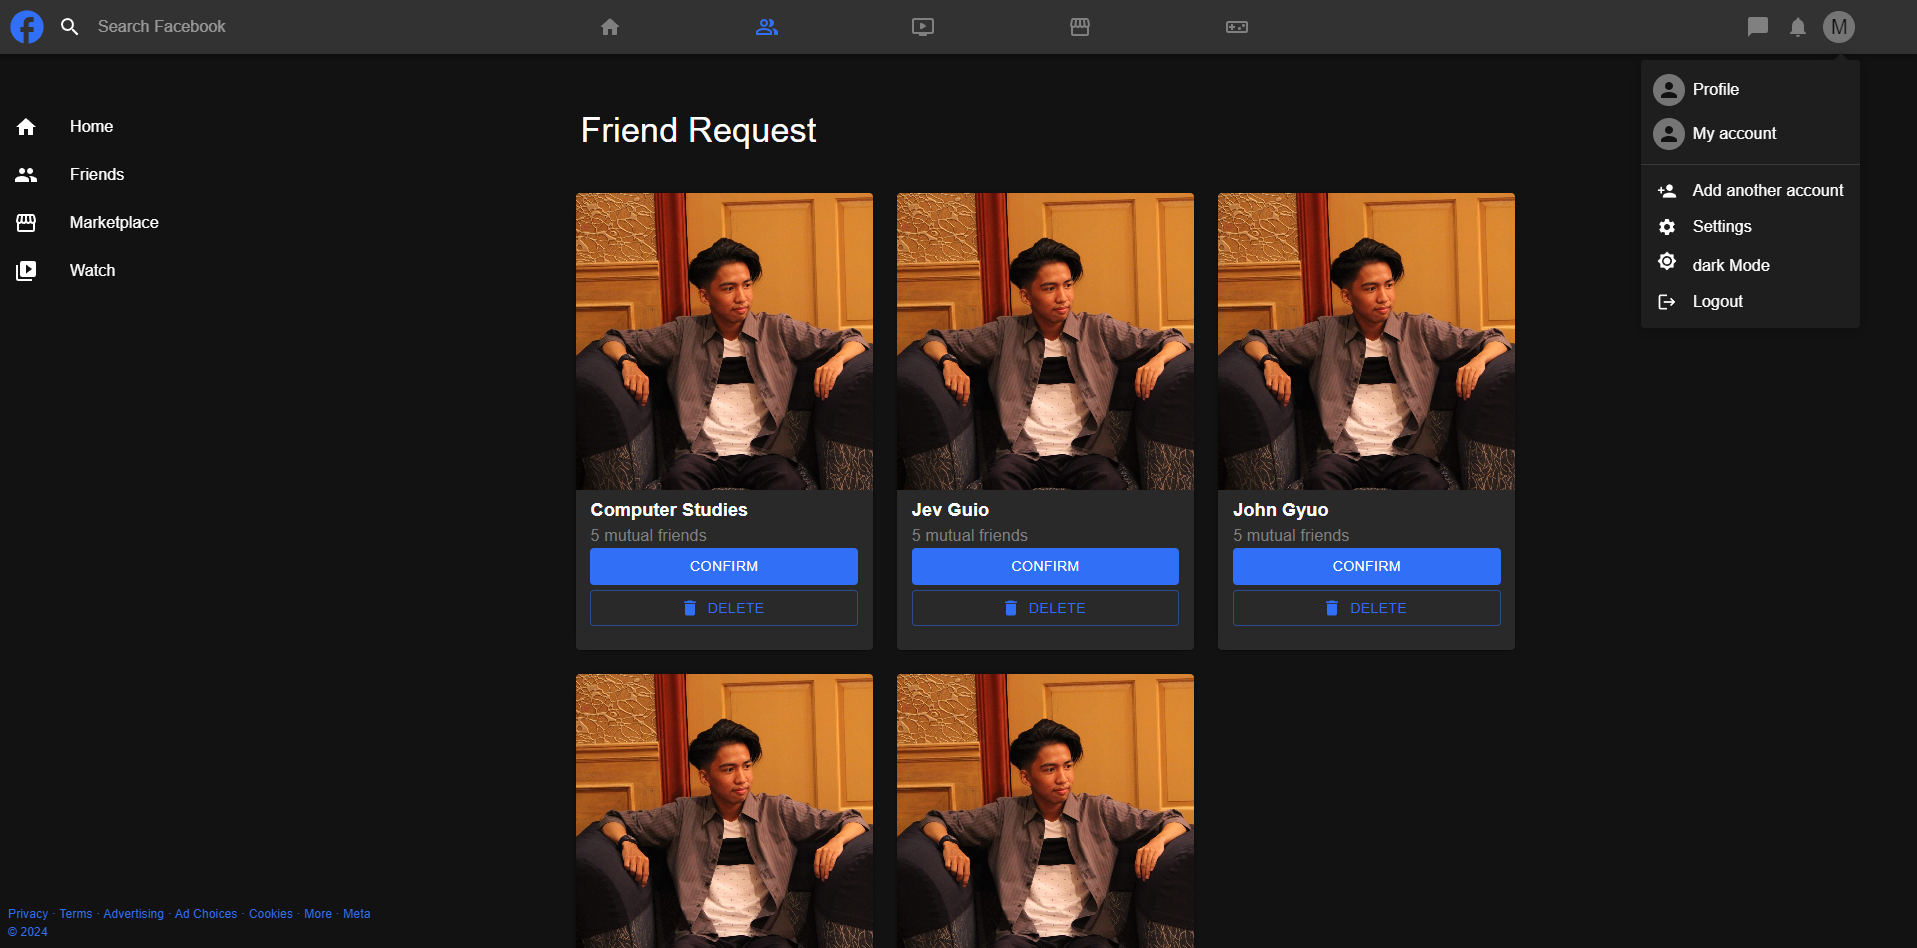 Search Facebook
M
Profile
My account
Add another account
Settings
dark Mode
Logout
Home
Friends
Marketplace
Watch
Friend Request
Computer Studies
5 mutual friends
CONFIRM
DELETE
Jev Guio
5 mutual friends
CONFIRM
DELETE
John Gyuo
5 mutual friends
CONFIRM
DELETE
Privacy · Terms · Advertising · Ad Choices · Cookies · More · Meta
© 2024